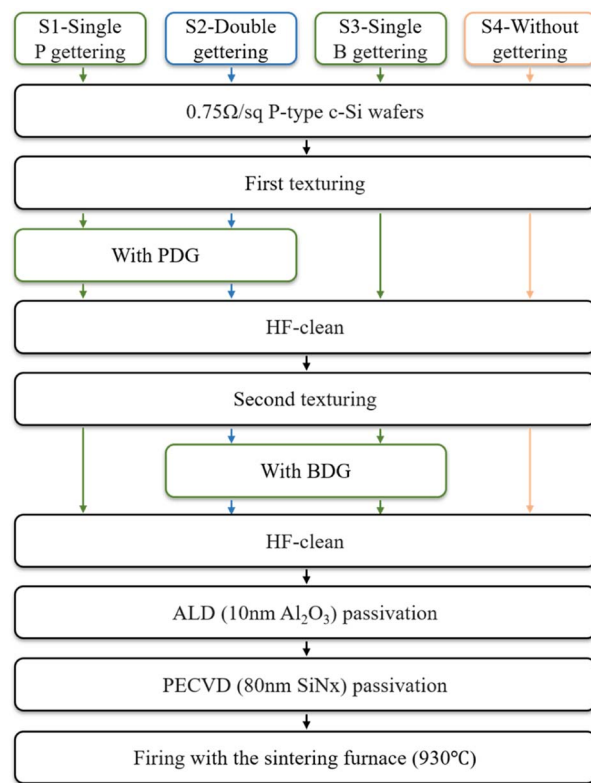 S1-Single
P gettering
S2-Double
gettering
S3-Single
B gettering
S4-Without
gettering
0.75Ω/sq P-type c-Si wafers
First texturing
With PDG
HF-clean
Second texturing
With BDG
HF-clean
ALD (10nm Al₂O₃) passivation
PECVD (80nm SiNx) passivation
Firing with the sintering furnace (930℃)